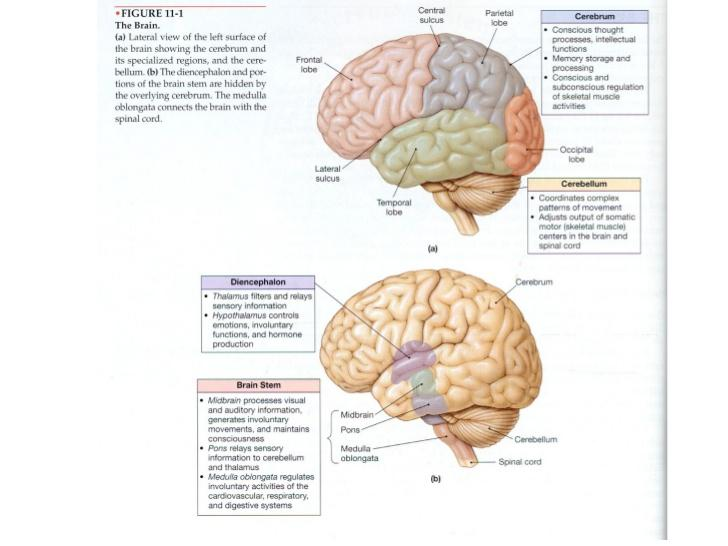 •FIGURE 11-1
The Brain.
(a) Lateral view of the left surface of
the brain showing the cerebrum and
its specialized regions, and the cere-
bellum. (b) The diencephalon and por-
tions of the brain stem are hidden by
the overlying cerebrum. The medulla
oblongata connects the brain with the
spinal cord.
Central
sulcus
Parietal
lobe
Frontal
lobe
Cerebrum
• Conscious thought
processes, intellectual
functions
• Memory storage and
processing
• Conscious and
subconscious regulation
of skeletal muscle
activities
Occipital
lobe
Lateral
sulcus
Temporal
lobe
Cerebellum
• Coordinates complex
patterns of movement
• Adjusts output of somatic
motor (skeletal muscle)
centers in the brain and
spinal cord
(a)
Diencephalon
• Thalamus filters and relays
sensory information
• Hypothalamus controls
emotions, involuntary
functions, and hormone
production
Cerebrum
Brain Stem
• Midbrain processes visual
and auditory information,
generates involuntary
movements, and maintains
consciousness
• Pons relays sensory
information to cerebellum
and thalamus
• Medulla oblongata regulates
involuntary activities of the
cardiovascular, respiratory,
and digestive systems
Midbrain
Pons
Medulla
oblongata
Cerebellum
Spinal cord
(b)